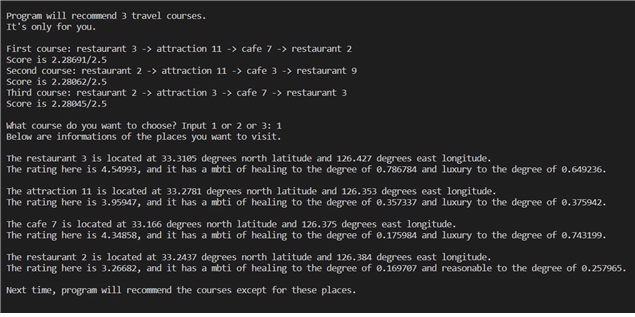 Program will recommend 3 travel courses.
It's only for you.
First course: restaurant 3 -> attraction 11 -> cafe 7 -> restaurant 2
Score is 2.28691/2.5
Second course: restaurant 2 -> attraction 11 -> cafe 3 -> restaurant 9
Score is 2.28062/2.5
Third course: restaurant 2 -> attraction 3 -> cafe 7 -> restaurant 3
Score is 2.28045/2.5
What course do you want to choose? Input 1 or 2 or 3: 1
Below are informations of the places you want to visit.
The restaurant 3 is located at 33.3105 degrees north latitude and 126.427 degrees east longitude.
The rating here is 4.54993, and it has a mbti of healing to the degree of 0.786784 and luxury to the degree of 0.649236.
The attraction 11 is located at 33.2781 degrees north latitude and 126.353 degrees east longitude.
The rating here is 3.95947, and it has a mbti of healing to the degree of 0.357337 and luxury to the degree of 0.375942.
The cafe 7 is located at 33.166 degrees north latitude and 126.375 degrees east longitude.
The rating here is 4.34858, and it has a mbti of healing to the degree of 0.175984 and luxury to the degree of 0.743199.
The restaurant 2 is located at 33.2437 degrees north latitude and 126.384 degrees east longitude.
The rating here is 3.26682, and it has a mbti of healing to the degree of 0.169707 and reasonable to the degree of 0.257965.
Next time, program will recommend the courses except for these places.